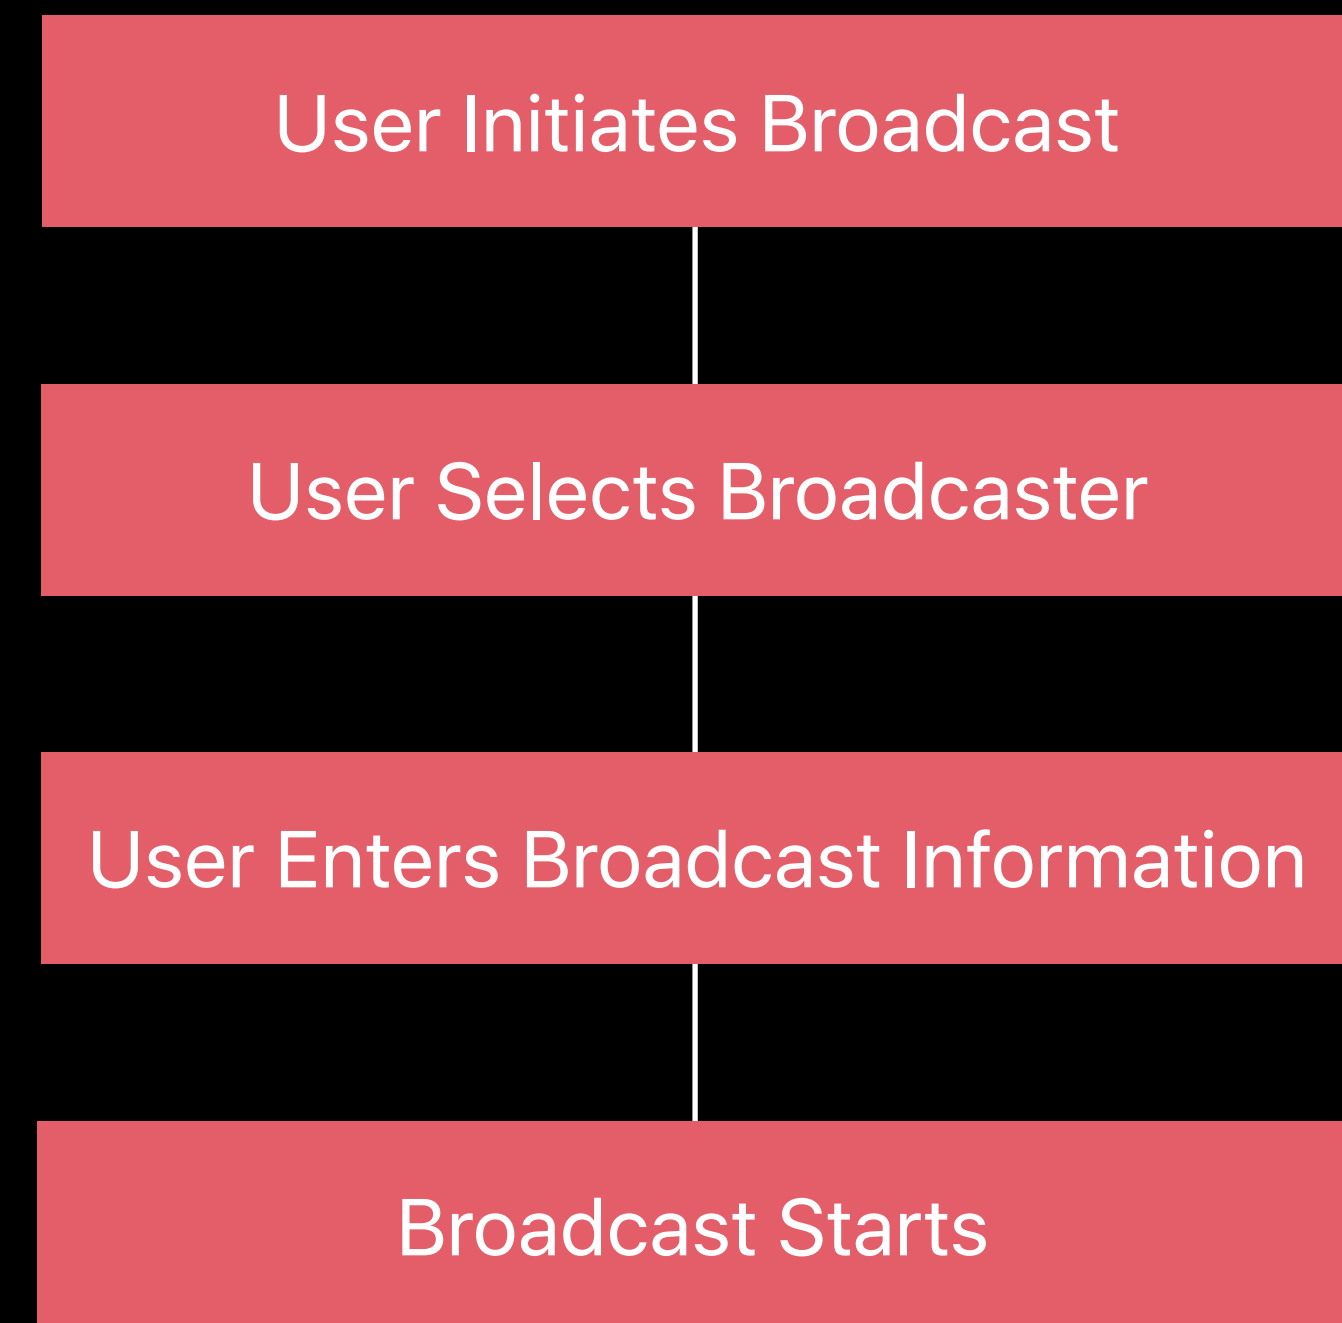 User Initiates Broadcast
User Selects Broadcaster
User Enters Broadcast Information
Broadcast Starts